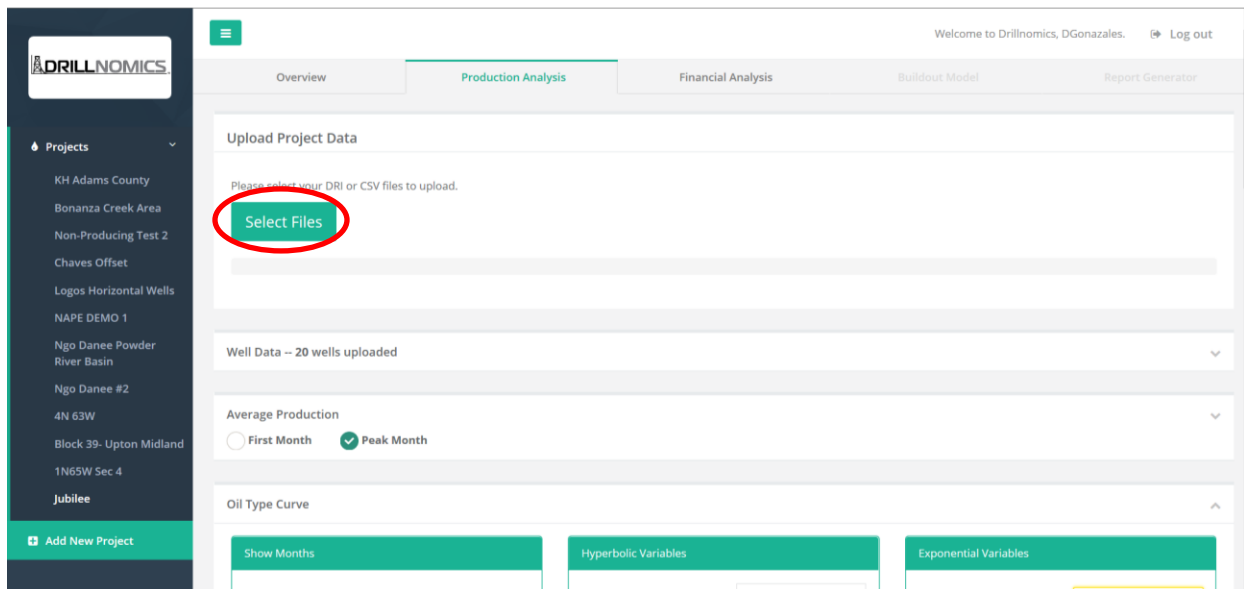 DRILLNOMICS
Welcome to Drillnomics, DGonazales.
Log out
Overview
Production Analysis
Financial Analysis
Buildout Model
Report Generator
Projects
KH Adams County
Bonanza Creek Area
Non-Producing Test 2
Chaves Offset
Logos Horizontal Wells
NAPE DEMO 1
Ngo Danee Powder
River Basin
Ngo Danee #2
4N 63W
Block 39- Upton Midland
1N65W Sec 4
Jubilee
Add New Project
Upload Project Data
Please select your DRI or CSV files to upload.
Select Files
Well Data -- 20 wells uploaded
Average Production
First Month
Peak Month
Oil Type Curve
Show Months
Hyperbolic Variables
Exponential Variables